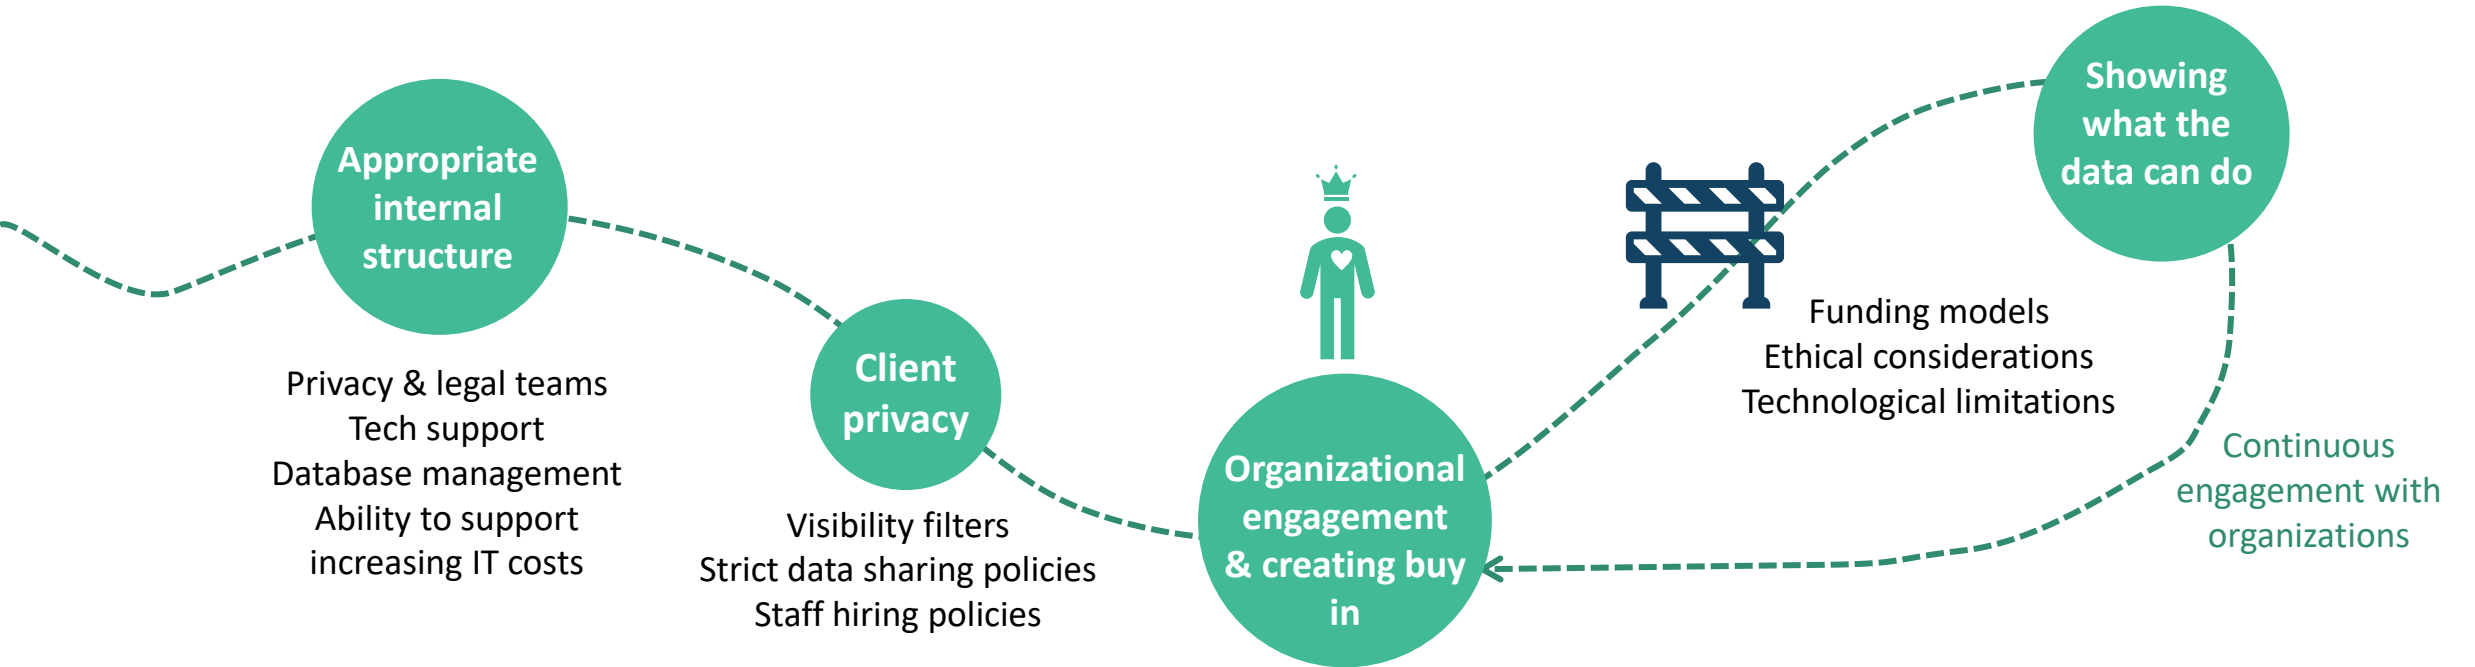 Appropriate
internal
structure
Privacy & legal teams
Tech support
Database management
Ability to support
increasing IT costs
Client
privacy
Visibility filters
Strict data sharing policies
Staff hiring policies
Organizational
engagement
& creating buy
in
Funding models
Ethical considerations
Technological limitations
Showing
what the
data can do
Continuous
engagement with
organizations